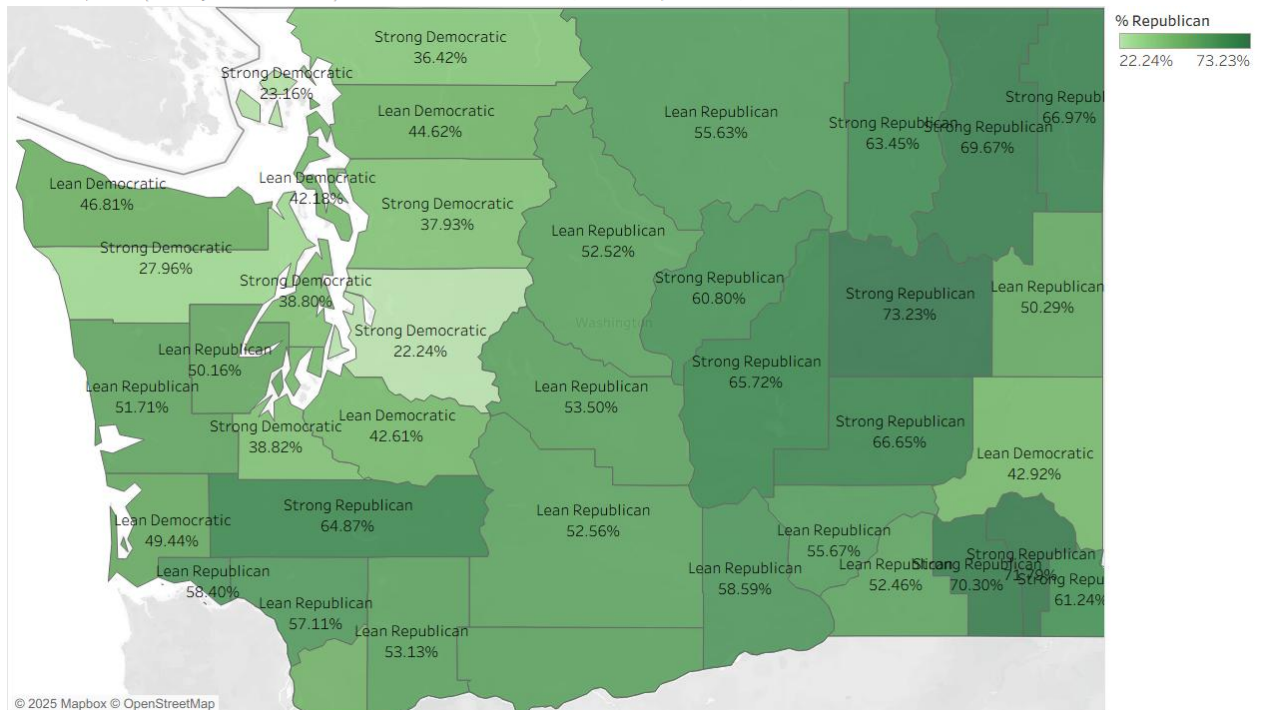 % Republican
22.24% 73.23%
Strong Democratic
36.42%
Strong Democratic
23.16%
Lean Democratic
44.62%
Lean Republican
55.63%
Strong Republican
63.45%
Strong Republican
69.67%
Strong Republ
66.97%
Lean Democratic
46.81%
Lean Democratic
42.18%
Strong Democratic
37.93%
Lean Republican
52.52%
Strong Democratic
27.96%
Strong Democratic
38.80%
Strong Republican
60.80%
Strong Republican
73.23%
Lean Republican
50.29%
Washington
Strong Democratic
22.24%
Lean Republican
50.16%
Strong Republican
65.72%
Lean Republican
51.71%
Lean Republican
53.50%
Strong Democratic
38.82%
Lean Democratic
42.61%
Strong Republican
66.65%
Lean Democratic
42.92%
Strong Republican
64.87%
Lean Republican
52.56%
Lean Democratic
49.44%
Lean Republican
55.67%
Lean Republican
58.40%
Lean Republican
58.59%
Lean Republican
52.46%
Strong Republican
70.30%
Strong Republican
Strong Repu
61.24%
Lean Republican
57.11%
Lean Republican
53.13%
© 2025 Mapbox © OpenStreetMap